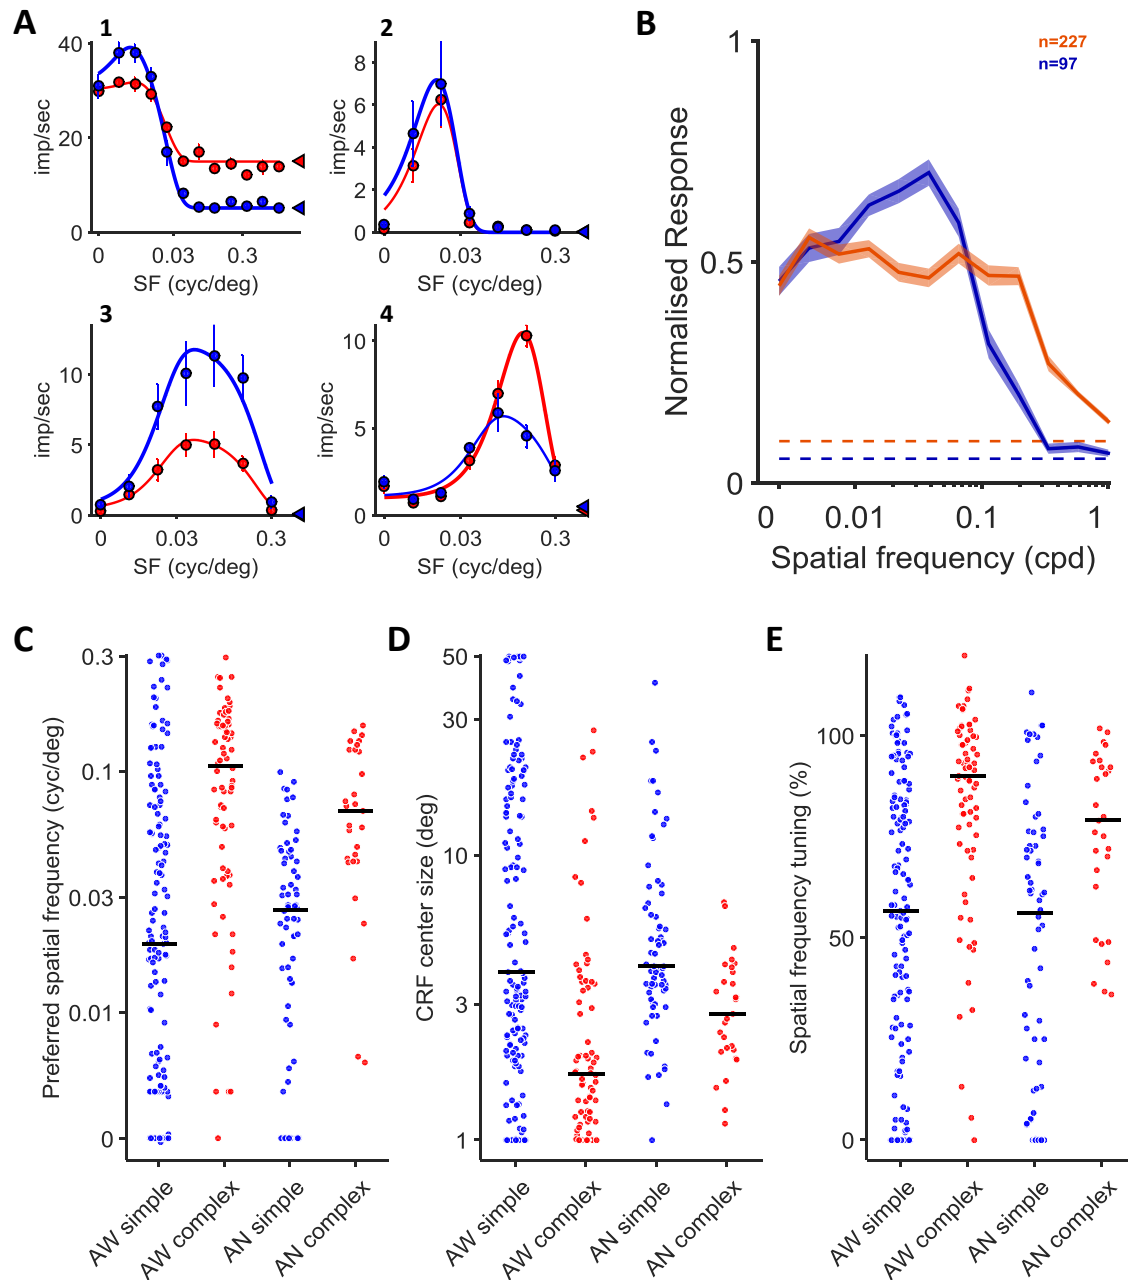 A
1
40
20
0
imp/sec
0
0.03
0.3
SF (cyc/deg)
2
8
6
4
2
0
imp/sec
0
0.03
0.3
SF (cyc/deg)
3
10
5
0
imp/sec
0
0.03
0.3
SF (cyc/deg)
4
10
5
0
imp/sec
0
0.03
0.3
SF (cyc/deg)
B
n=227
n=97
1
0.5
0
Normalised Response
0
0.01
0.1
1
Spatial frequency (cpd)
C
0.3
0.1
0.03
0.01
0
Preferred spatial frequency (cyc/deg)
AW simple
AW complex
AN simple
AN complex
D
50
30
10
3
1
CRF center size (deg)
AW simple
AW complex
AN simple
AN complex
E
100
50
0
Spatial frequency tuning (%)
AW simple
AW complex
AN simple
AN complex